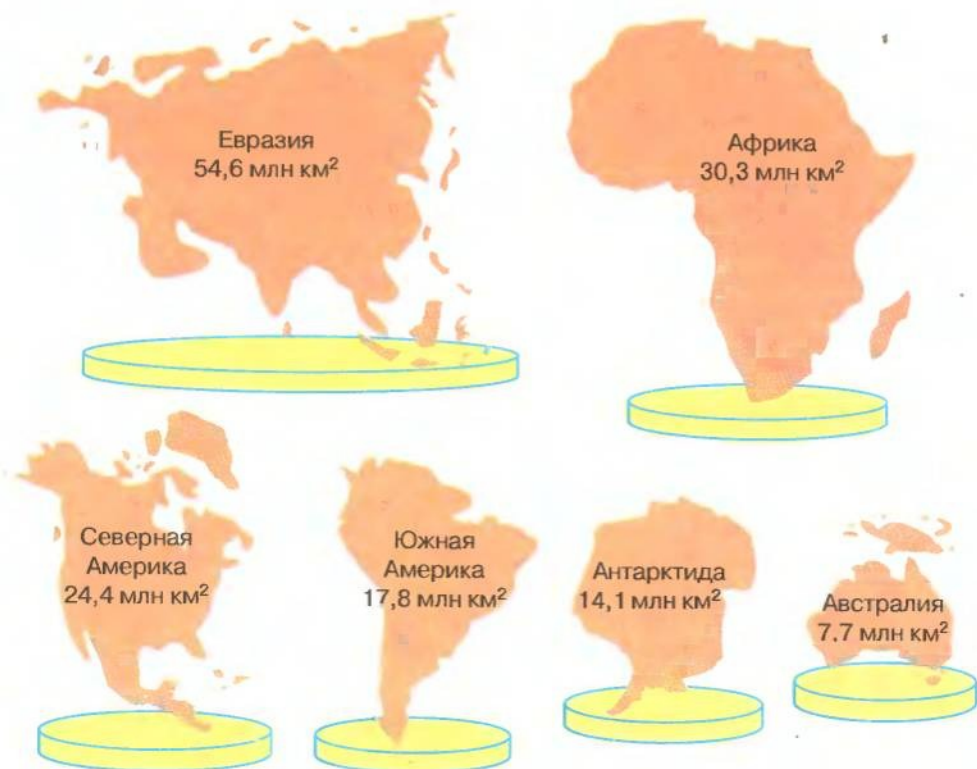 Евразия
54,6 млн км²
Африка
30,3 млн км²
Северная
Америка
24,4 млн км²
Южная
Америка
17,8 млн км²
Антарктида
14,1 млн км²
Австралия
7,7 млн км²